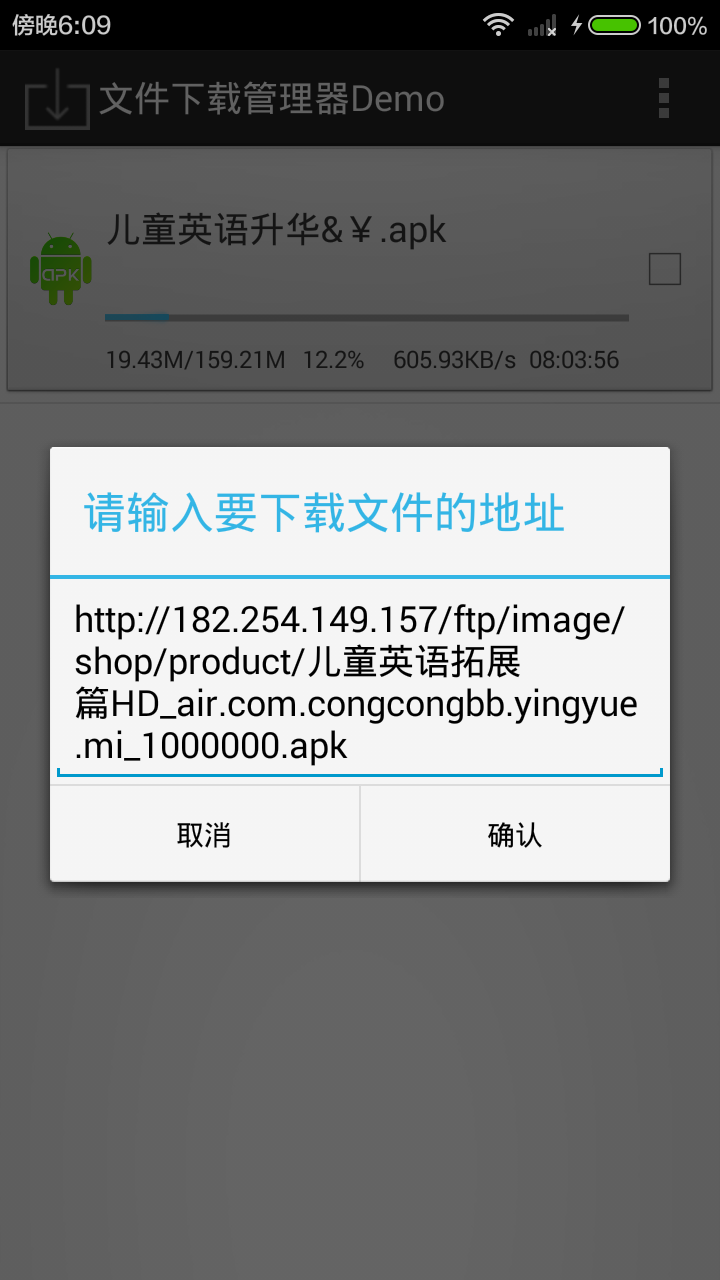 傍晚6:09 100%
文件下载管理器Demo
儿童英语升华&￥.apk
APK
19.43M/159.21M 12.2% 605.93KB/s 08:03:56
请输入要下载文件的地址
http://182.254.149.157/ftp/image/
shop/product/儿童英语拓展
篇HD_air.com.congcongbb.yingyue
.mi_1000000.apk
取消 确认